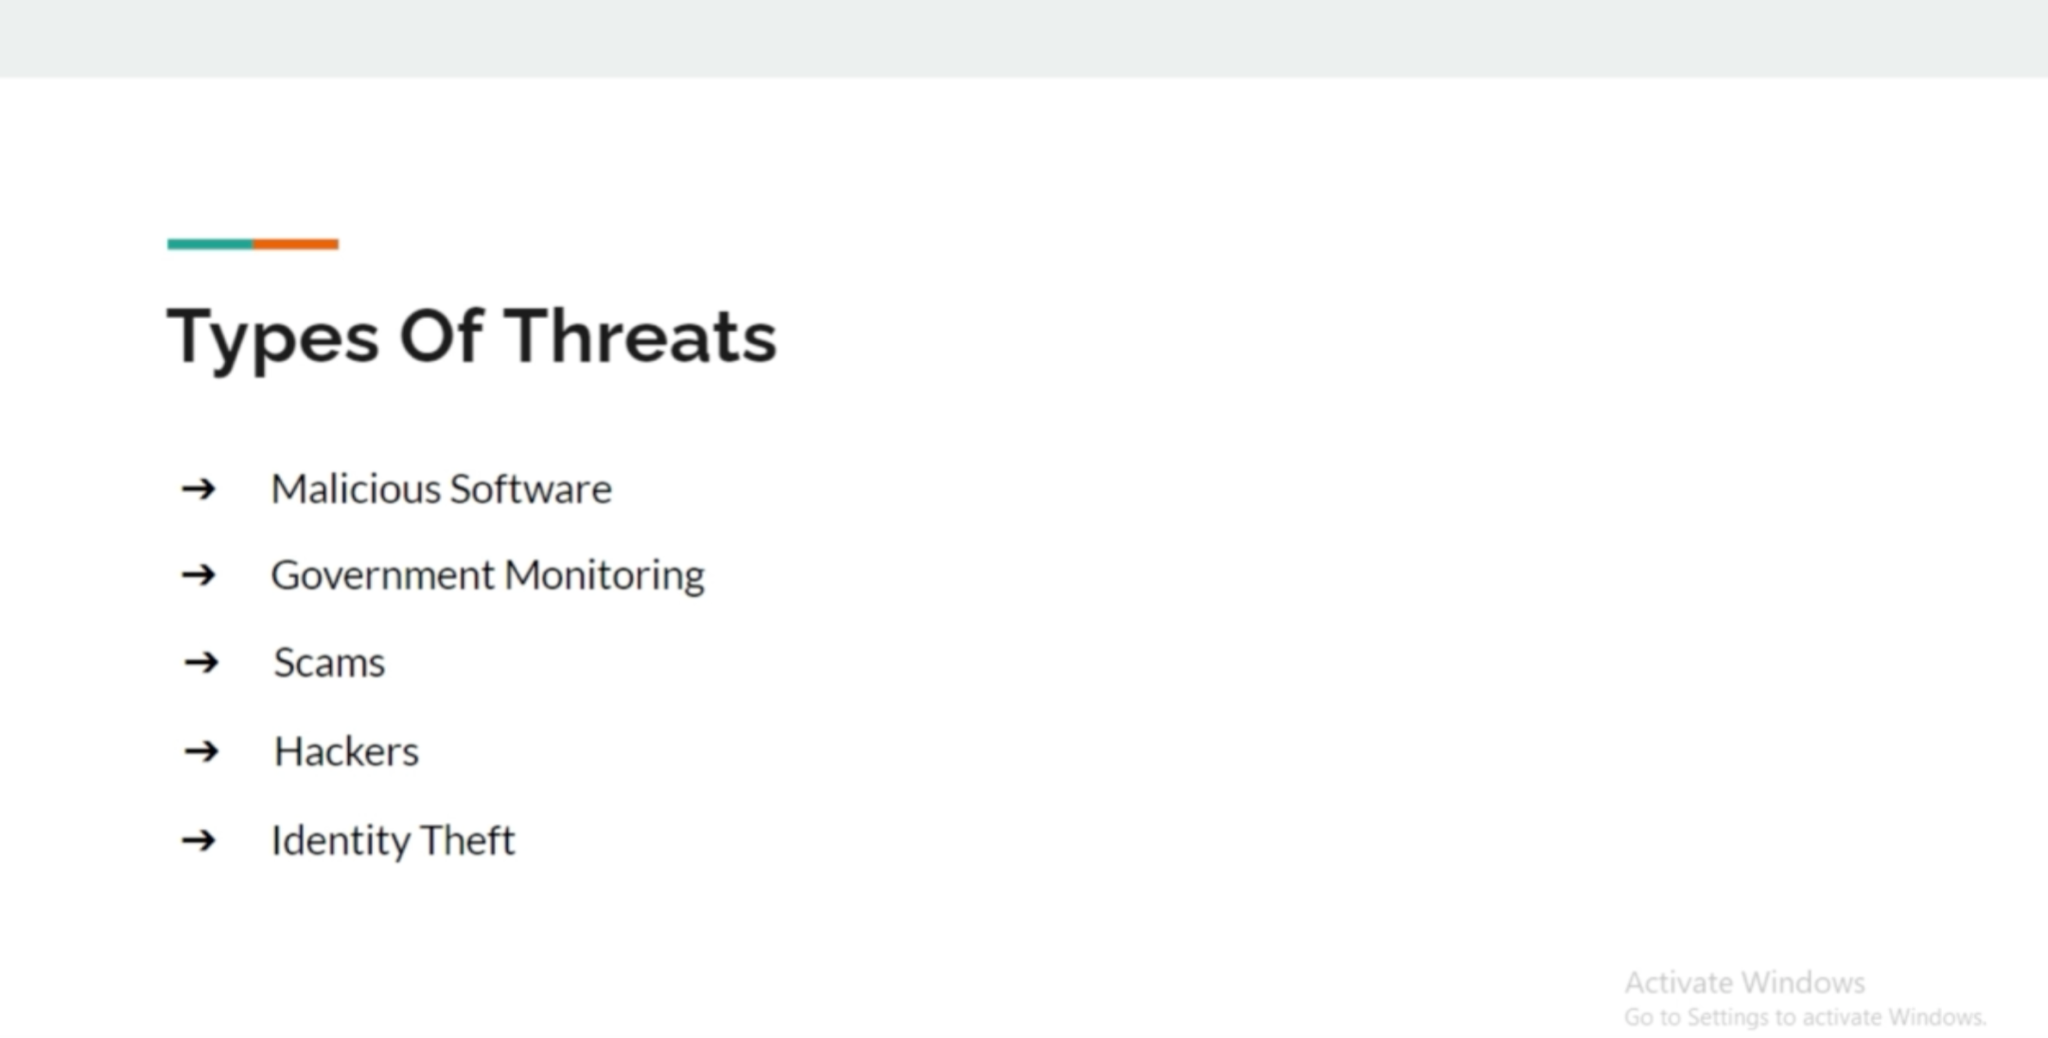 Types Of Threats
➔ Malicious Software
➔ Government Monitoring
➔ Scams
➔ Hackers
➔ Identity Theft
Activate Windows
Go to Settings to activate Windows.